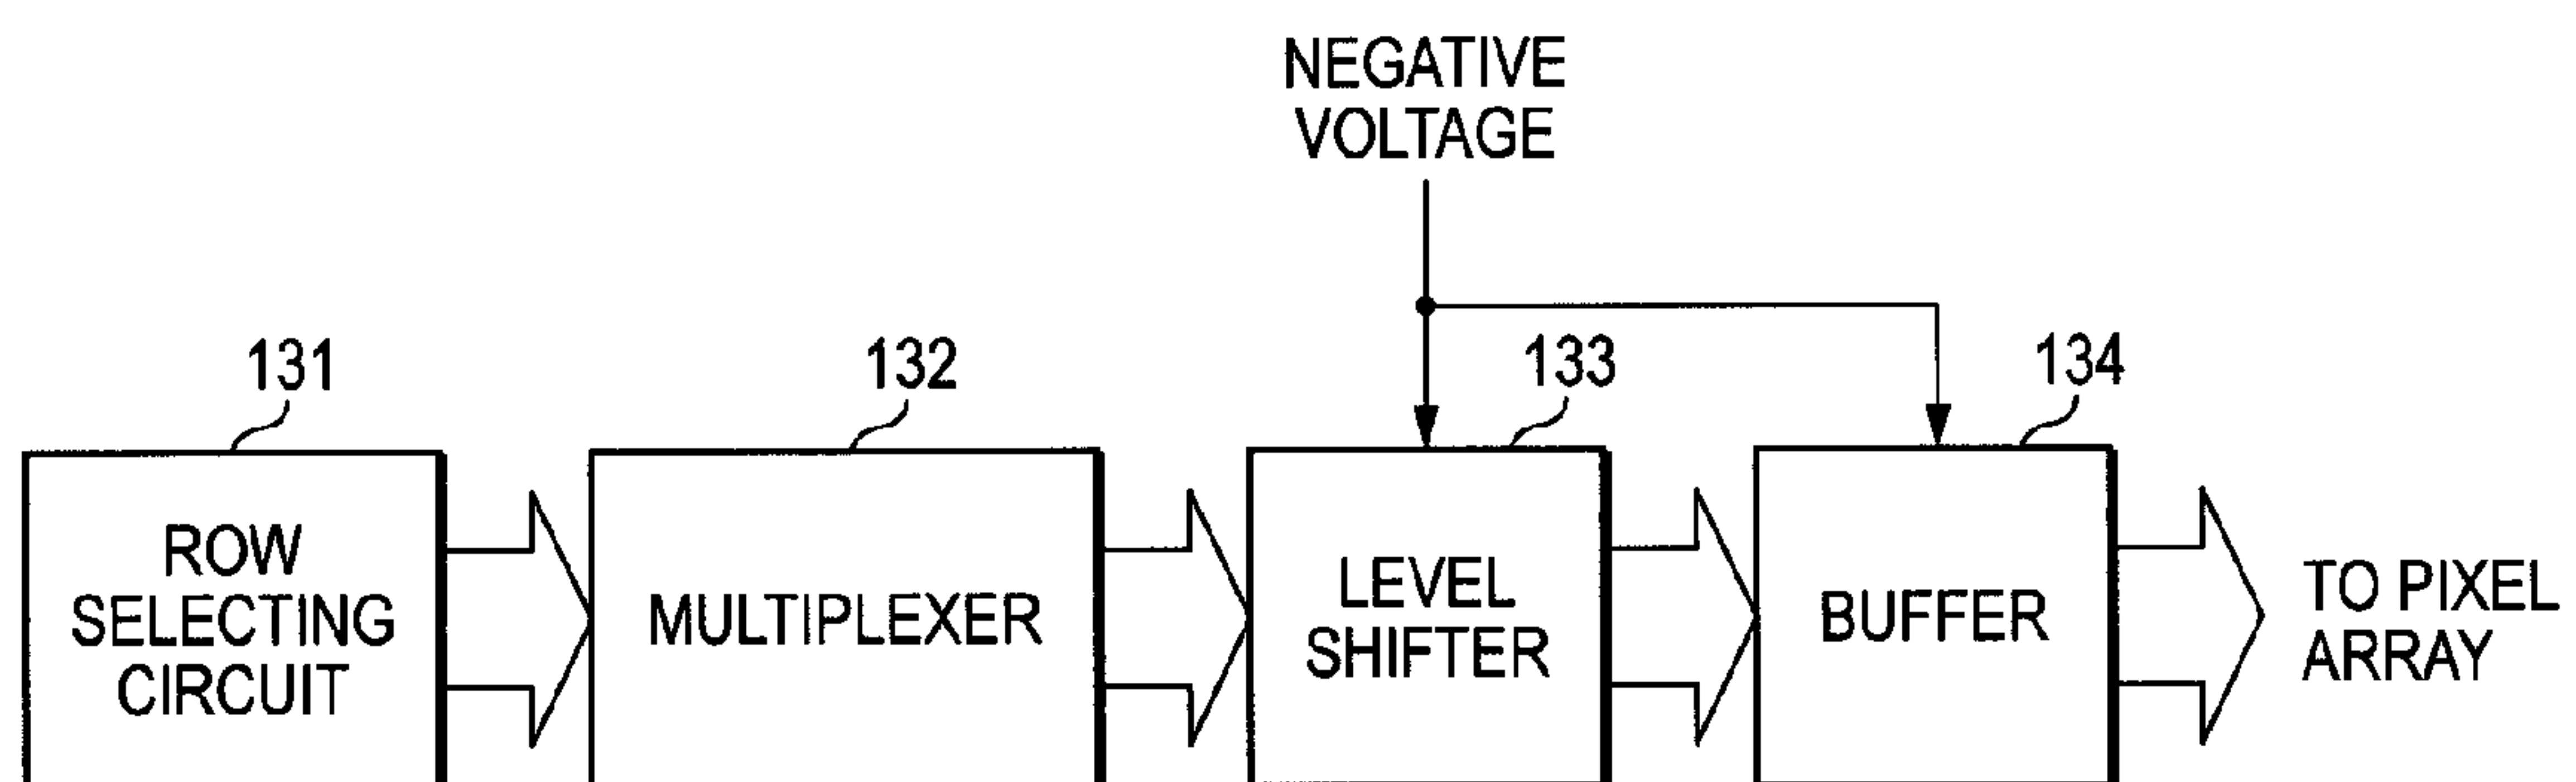 NEGATIVE
VOLTAGE
131
132
133
134
ROW
SELECTING
CIRCUIT
MULTIPLEXER
LEVEL
SHIFTER
BUFFER
TO PIXEL
ARRAY